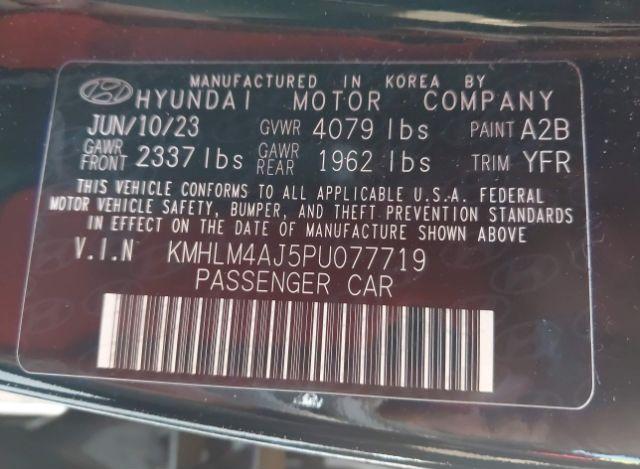 MANUFACTURED IN KOREA BY
HYUNDAI MOTOR COMPANY
JUN/10/23 GVWR 4079 lbs PAINT A2B
GAWR FRONT 2337 lbs GAWR REAR 1962 lbs TRIM YFR
THIS VEHICLE CONFORMS TO ALL APPLICABLE U.S.A. FEDERAL
MOTOR VEHICLE SAFETY, BUMPER, AND THEFT PREVENTION STANDARDS
IN EFFECT ON THE DATE OF MANUFACTURE SHOWN ABOVE
V.I.N KMHLM4AJ5PU077719
PASSENGER CAR